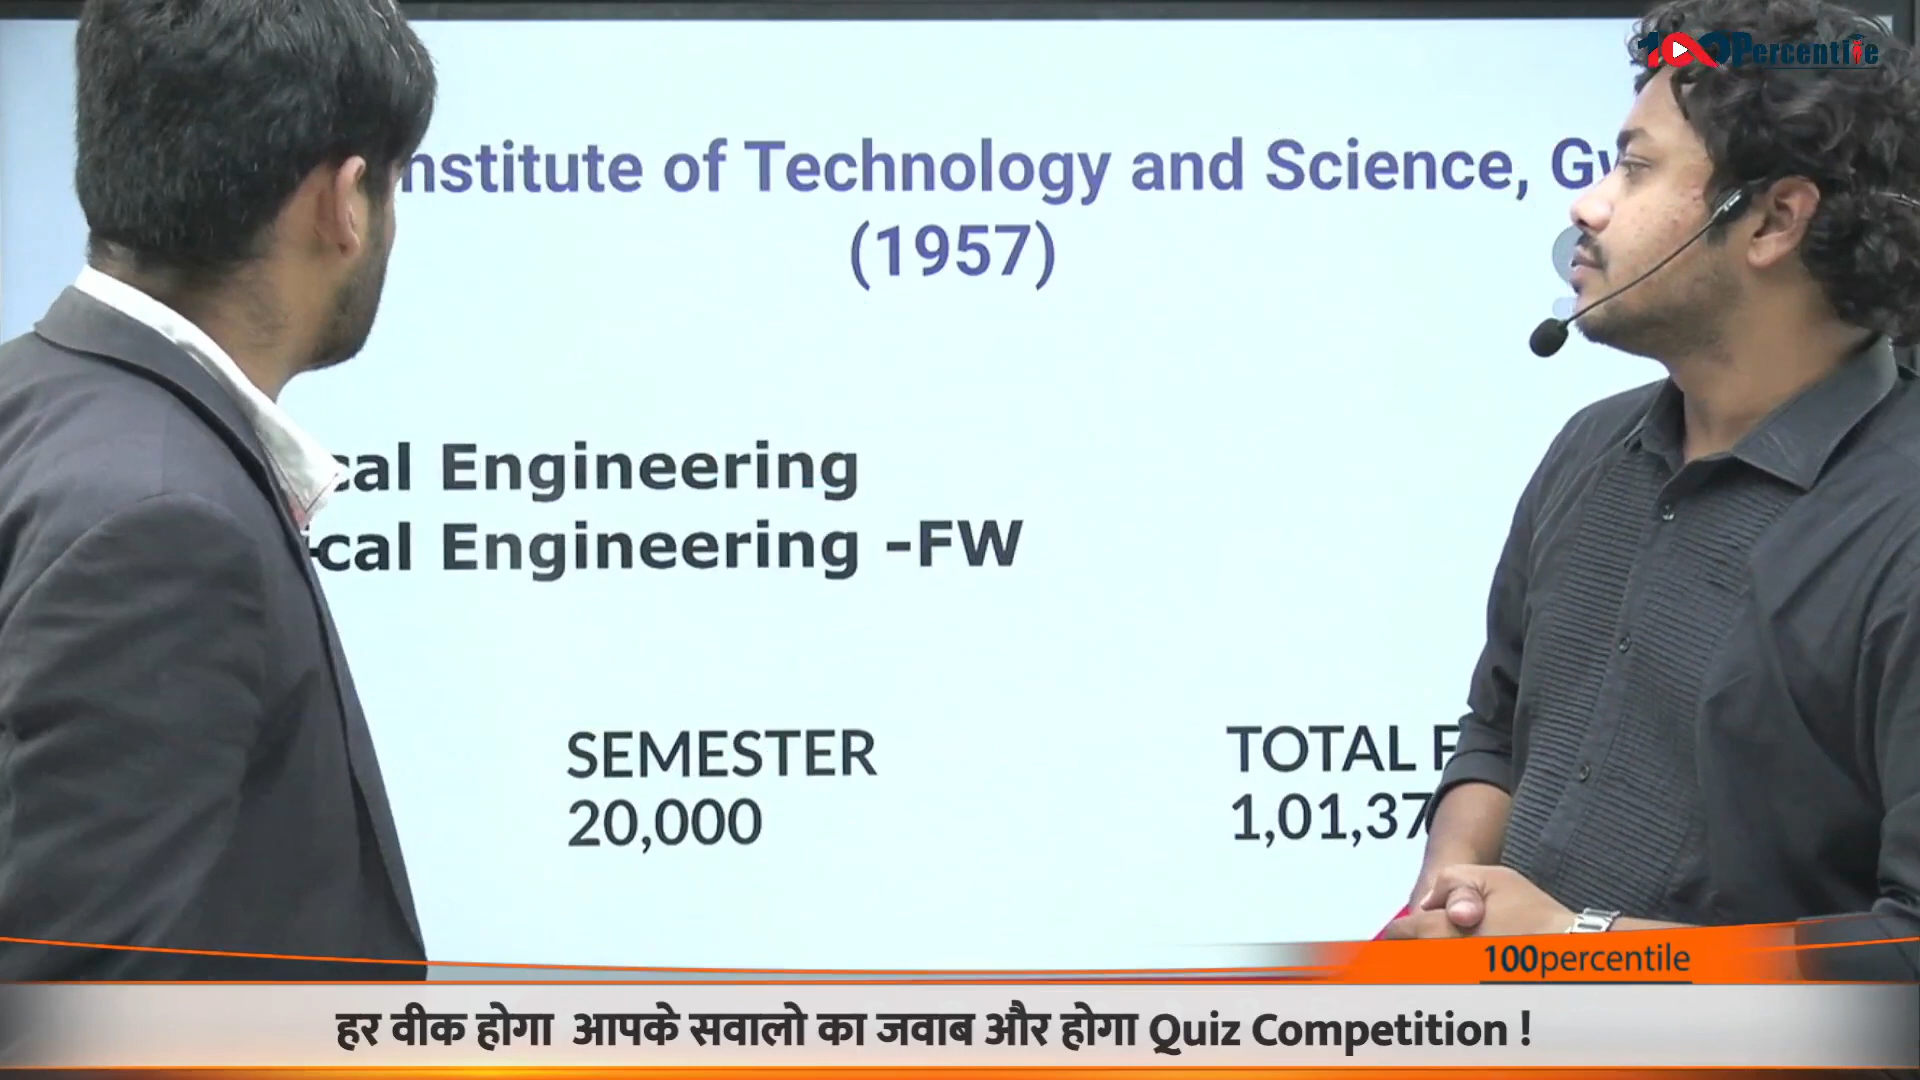 100Percentile
nstitute of Technology and Science, Gw
(1957)
cal Engineering
cal Engineering -FW
SEMESTER
TOTAL F
20,000
1,01,37
100percentile
हर वीक होगा आपके सवालो का जवाब और होगा Quiz Competition !